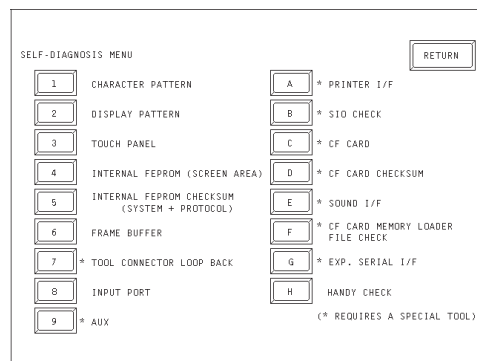 SELF-DIAGNOSIS MENU
RETURN
1 CHARACTER PATTERN
2 DISPLAY PATTERN
3 TOUCH PANEL
4 INTERNAL FEPROM (SCREEN AREA)
5 INTERNAL FEPROM CHECKSUM
(SYSTEM + PROTOCOL)
6 FRAME BUFFER
7 * TOOL CONNECTOR LOOP BACK
8 INPUT PORT
9 * AUX
A * PRINTER I/F
B * SIO CHECK
C * CF CARD
D * CF CARD CHECKSUM
E * SOUND I/F
F * CF CARD MEMORY LOADER
FILE CHECK
G * EXP. SERIAL I/F
H HANDY CHECK
(* REQUIRES A SPECIAL TOOL)